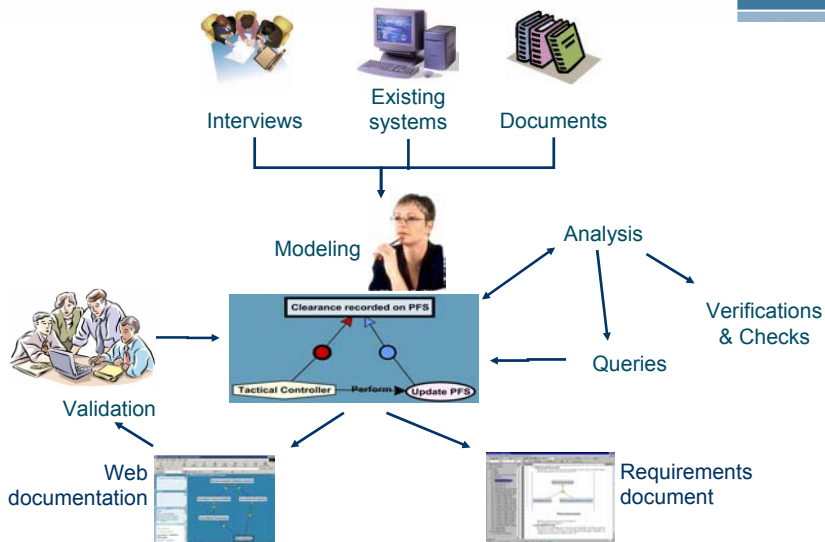 Interviews
Existing
systems
Documents
Modeling
Analysis
Clearance recorded on PFS
Verifications
& Checks
Queries
Tactical Controller
Perform
Update PFS
Validation
Web
documentation
Requirements
document